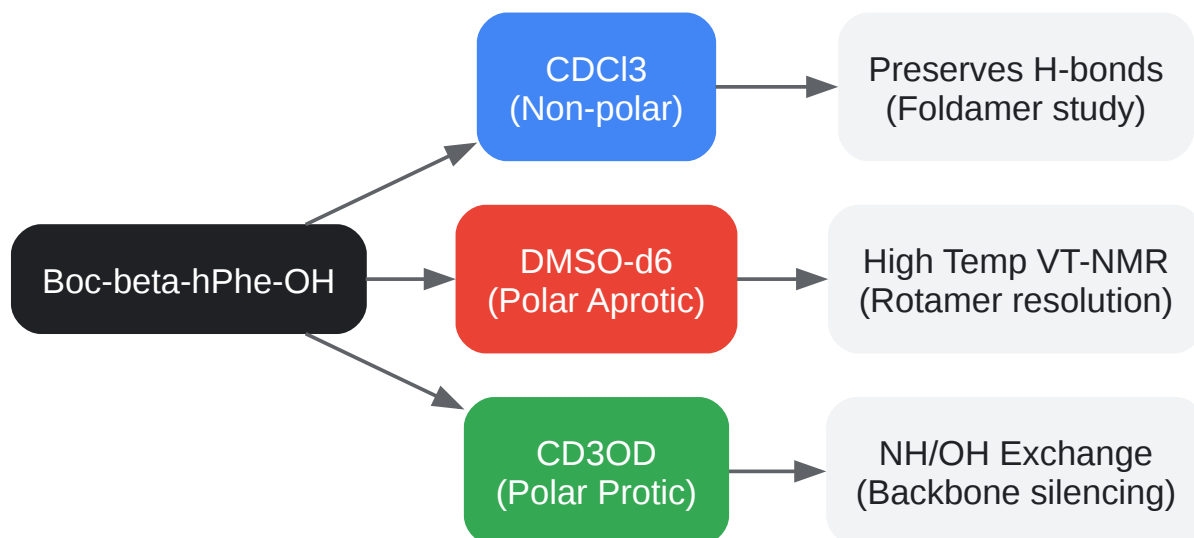 CDCl3
(Non-polar)
Preserves H-bonds
(Foldamer study)
Boc-beta-hPhe-OH
DMSO-d6
(Polar Aprotic)
High Temp VT-NMR
(Rotamer resolution)
CD3OD
(Polar Protic)
NH/OH Exchange
(Backbone silencing)